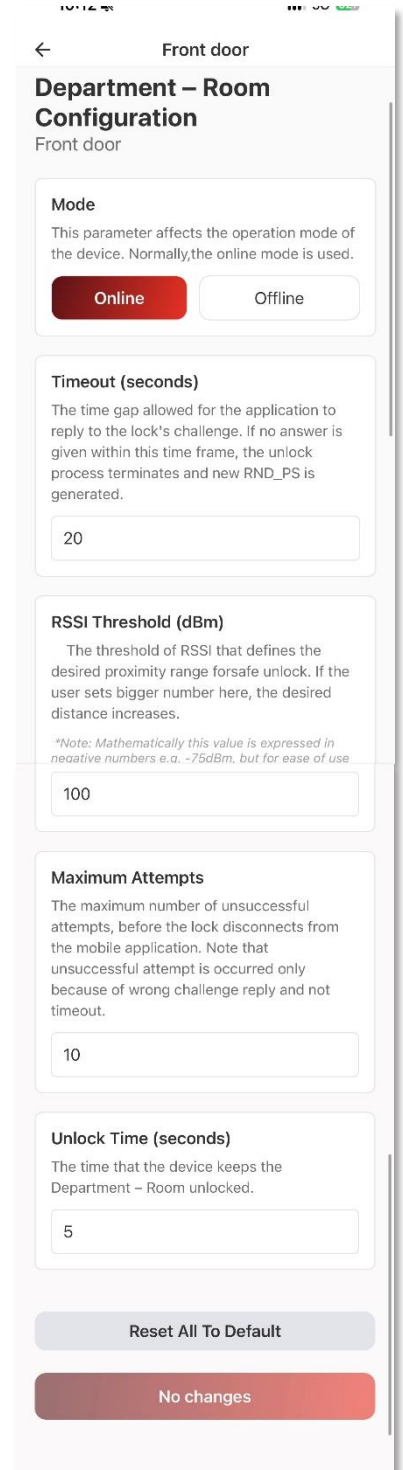 Front door
Department – Room
Configuration
Front door
Mode
This parameter affects the operation mode of
the device. Normally,the online mode is used.
Online
Offline
Timeout (seconds)
The time gap allowed for the application to
reply to the lock's challenge. If no answer is
given within this time frame, the unlock
process terminates and new RND_PS is
generated.
20
RSSI Threshold (dBm)
The threshold of RSSI that defines the
desired proximity range forsafe unlock. If the
user sets bigger number here, the desired
distance increases.
*Note: Mathematically this value is expressed in
negative numbers e.g. -75dBm, but for ease of use
100
Maximum Attempts
The maximum number of unsuccessful
attempts, before the lock disconnects from
the mobile application. Note that
unsuccessful attempt is occurred only
because of wrong challenge reply and not
timeout.
10
Unlock Time (seconds)
The time that the device keeps the
Department – Room unlocked.
5
Reset All To Default
No changes